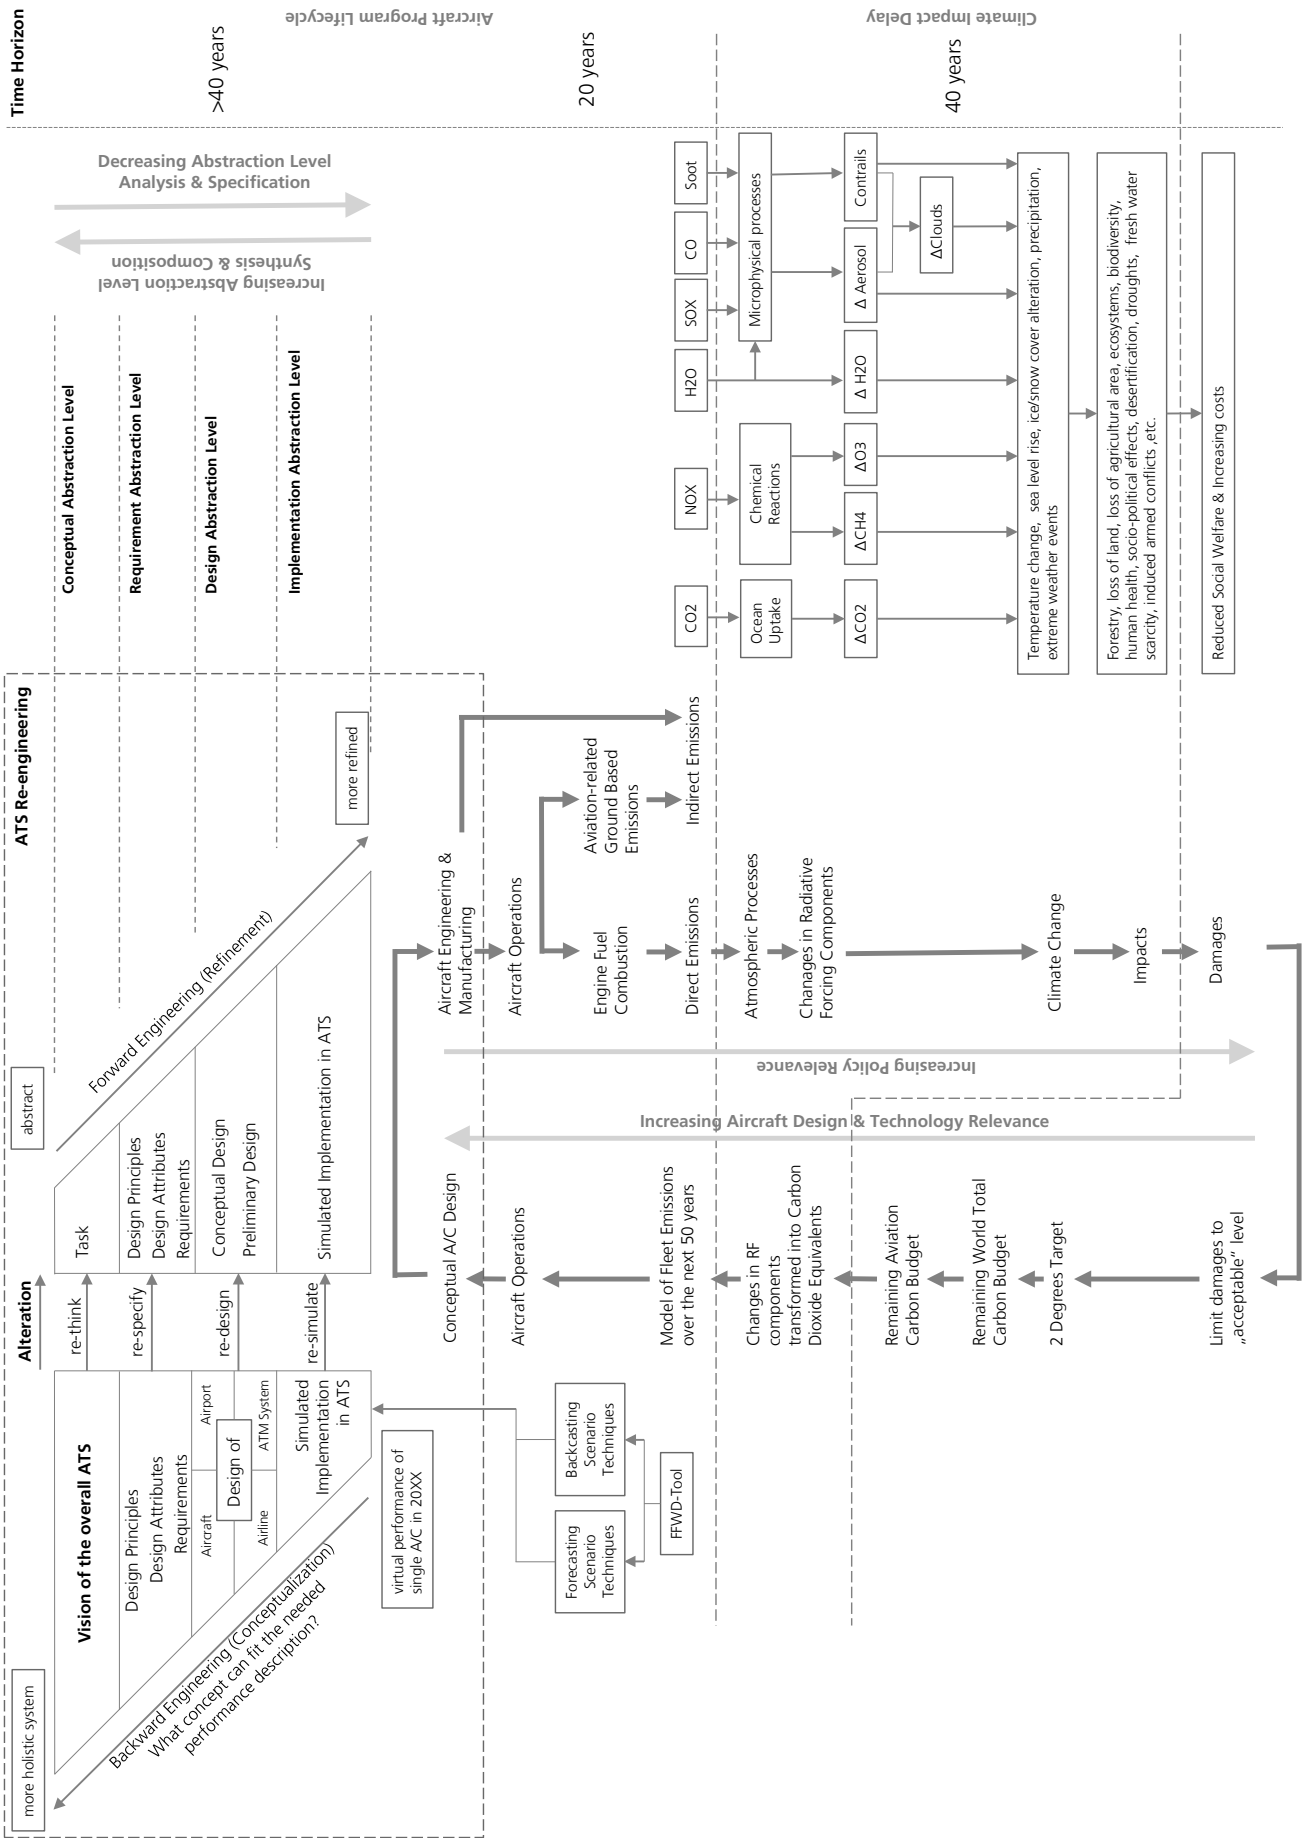 ATS Re-engineering
Time Horizon
more holistic system
Alteration
abstract
Vision of the overall ATS
re-think
Task
Conceptual Abstraction Level
Design Principles
Design Attributes
Requirements
re-specify
Design Principles
Design Attributes
Requirements
Requirement Abstraction Level
Aircraft
Airport
Design of
Airline
ATM System
re-design
Conceptual Design
Preliminary Design
Design Abstraction Level
Simulated
Implementation
in ATS
re-simulate
Simulated Implementation in ATS
Implementation Abstraction Level
Backward Engineering (Conceptualization)
What concept can fit the needed
performance description?
Forward Engineering (Refinement)
more refined
Increasing Abstraction Level
Synthesis & Composition
Decreasing Abstraction Level
Analysis & Specification
>40 years
Aircraft Program Lifecycle
virtual performance of
single A/C in 20XX
Forecasting
Scenario
Techniques
Backcasting
Scenario
Techniques
FFWD-Tool
Conceptual A/C Design
Aircraft Operations
Model of Fleet Emissions
over the next 50 years
Changes in RF
components
transformed into Carbon
Dioxide Equivalents
Remaining Aviation
Carbon Budget
Remaining World Total
Carbon Budget
2 Degrees Target
Limit damages to
„acceptable“ level
Increasing Aircraft Design & Technology Relevance
Increasing Policy Relevance
Aircraft Engineering &
Manufacturing
Aircraft Operations
Engine Fuel
Combustion
Aviation-related
Ground Based
Emissions
Direct Emissions
Indirect Emissions
Atmospheric Processes
Chanages in Radiative
Forcing Components
Climate Change
Impacts
Damages
20 years
CO2
NOX
H2O
SOX
CO
Soot
Ocean
Uptake
Chemical
Reactions
Microphysical processes
ΔCO2
ΔCH4
ΔO3
Δ H2O
Δ Aerosol
Contrails
ΔClouds
40 years
Climate Impact Delay
Temperature change, sea level rise, ice/snow cover alteration, precipitation,
extreme weather events
Forestry, loss of land, loss of agricultural area, ecosystems, biodiversity,
human health, socio-political effects, desertification, droughts, fresh water
scarcity, induced armed conflicts ,etc.
Reduced Social Welfare & Increasing costs